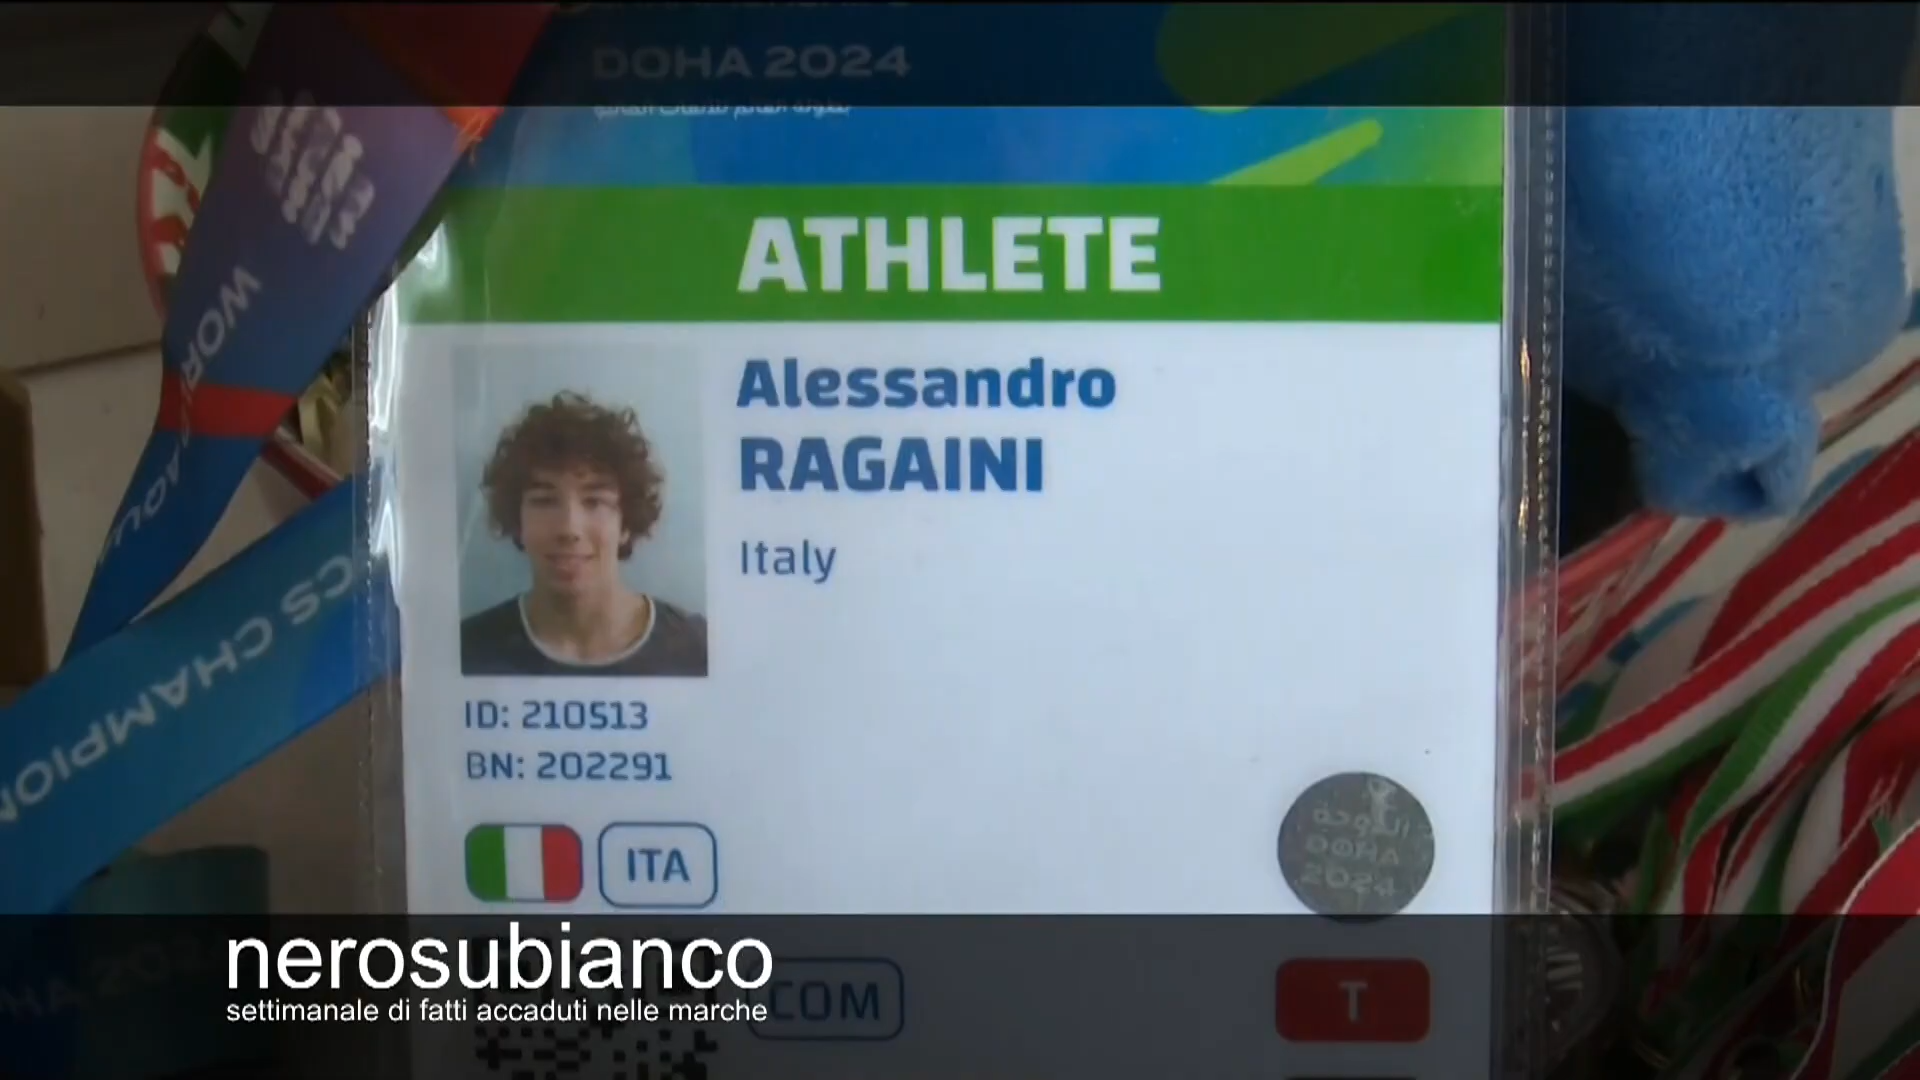 DOHA 2024
ATHLETE
Alessandro
RAGAINI
Italy
ID: 210513
BN: 202291
ITA
الدوحة
DOHA
2024
COM
T
CS CHAMPION
nerosubianco
settimanale di fatti accaduti nelle marche